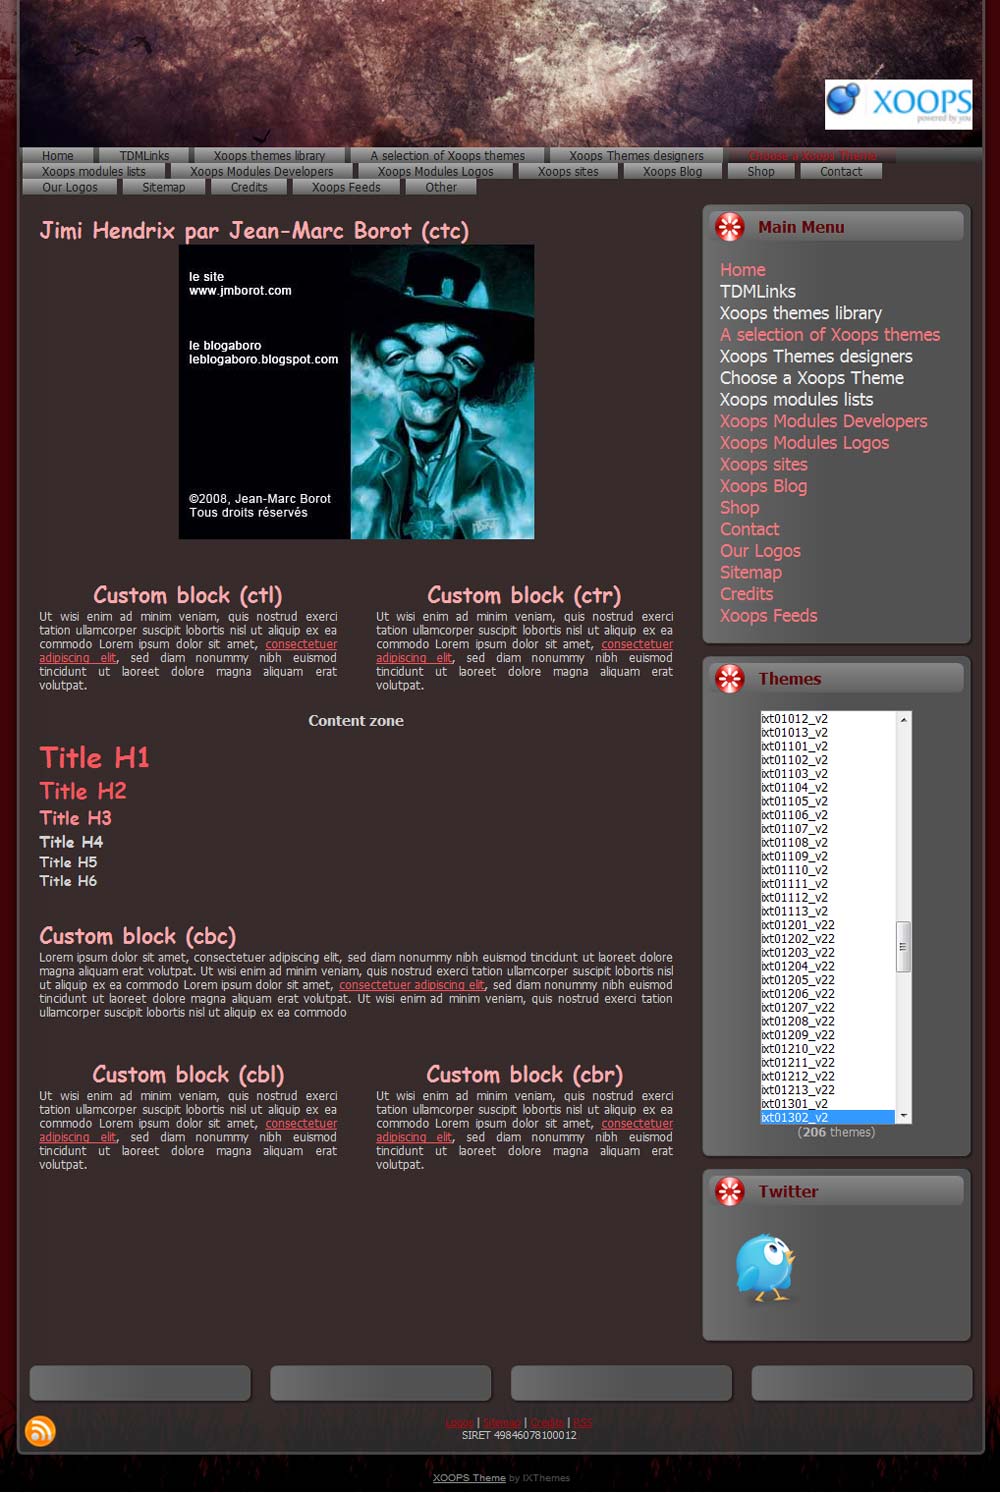 XOOPS
powered by you
Home TDMLinks Xoops themes library A selection of Xoops themes Xoops Themes designers Choose a Xoops Theme
Xoops modules lists Xoops Modules Developers Xoops Modules Logos Xoops sites Xoops Blog Shop Contact
Our Logos Sitemap Credits Xoops Feeds Other
Jimi Hendrix par Jean-Marc Borot (ctc)
le site
www.jmborot.com
le blogaboro
leblogaboro.blogspot.com
©2008, Jean-Marc Borot
Tous droits réservés
Custom block (ctl)
Ut wisi enim ad minim veniam, quis nostrud exerci
tation ullamcorper suscipit lobortis nisl ut aliquip ex ea
commodo Lorem ipsum dolor sit amet, consectetuer
adipiscing elit, sed diam nonummy nibh euismod
tincidunt ut laoreet dolore magna aliquam erat
volutpat.
Custom block (ctr)
Ut wisi enim ad minim veniam, quis nostrud exerci
tation ullamcorper suscipit lobortis nisl ut aliquip ex ea
commodo Lorem ipsum dolor sit amet, consectetuer
adipiscing elit, sed diam nonummy nibh euismod
tincidunt ut laoreet dolore magna aliquam erat
volutpat.
Content zone
Title H1
Title H2
Title H3
Title H4
Title H5
Title H6
Custom block (cbc)
Lorem ipsum dolor sit amet, consectetuer adipiscing elit, sed diam nonummy nibh euismod tincidunt ut laoreet dolore
magna aliquam erat volutpat. Ut wisi enim ad minim veniam, quis nostrud exerci tation ullamcorper suscipit lobortis nisl
ut aliquip ex ea commodo Lorem ipsum dolor sit amet, consectetuer adipiscing elit, sed diam nonummy nibh euismod
tincidunt ut laoreet dolore magna aliquam erat volutpat. Ut wisi enim ad minim veniam, quis nostrud exerci tation
ullamcorper suscipit lobortis nisl ut aliquip ex ea commodo
Custom block (cbl)
Ut wisi enim ad minim veniam, quis nostrud exerci
tation ullamcorper suscipit lobortis nisl ut aliquip ex ea
commodo Lorem ipsum dolor sit amet, consectetuer
adipiscing elit, sed diam nonummy nibh euismod
tincidunt ut laoreet dolore magna aliquam erat
volutpat.
Custom block (cbr)
Ut wisi enim ad minim veniam, quis nostrud exerci
tation ullamcorper suscipit lobortis nisl ut aliquip ex ea
commodo Lorem ipsum dolor sit amet, consectetuer
adipiscing elit, sed diam nonummy nibh euismod
tincidunt ut laoreet dolore magna aliquam erat
volutpat.
Main Menu
Home
TDMLinks
Xoops themes library
A selection of Xoops themes
Xoops Themes designers
Choose a Xoops Theme
Xoops modules lists
Xoops Modules Developers
Xoops Modules Logos
Xoops sites
Xoops Blog
Shop
Contact
Our Logos
Sitemap
Credits
Xoops Feeds
Themes
ixt01012_v2
ixt01013_v2
ixt01101_v2
ixt01102_v2
ixt01103_v2
ixt01104_v2
ixt01105_v2
ixt01106_v2
ixt01107_v2
ixt01108_v2
ixt01109_v2
ixt01110_v2
ixt01111_v2
ixt01112_v2
ixt01113_v2
ixt01201_v22
ixt01202_v22
ixt01203_v22
ixt01204_v22
ixt01205_v22
ixt01206_v22
ixt01207_v22
ixt01208_v22
ixt01209_v22
ixt01210_v22
ixt01211_v22
ixt01212_v22
ixt01213_v22
ixt01301_v2
ixt01302_v2
(206 themes)
Twitter
Logos | Sitemap | Credits | RSS
SIRET 49846078100012
XOOPS Theme by IXThemes